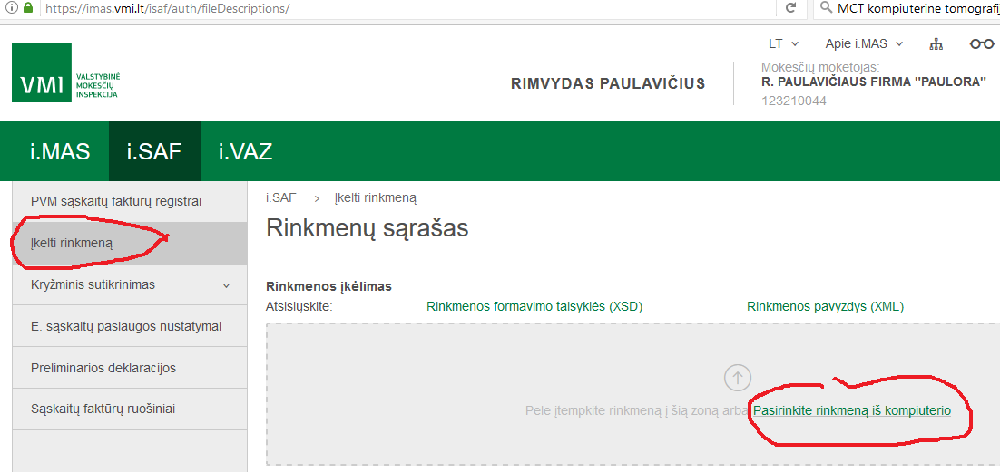 https://imas.vmi.lt/isaf/auth/fileDescriptions/
MCT kompiuterinė tomografij
LT
Apie i.MAS
VMI VALSTYBINĖ
MOKESČIŲ
INSPEKCIJA
RIMVYDAS PAULAVIČIUS
Mokesčių mokėtojas:
R. PAULAVIČIAUS FIRMA "PAULORA"
123210044
i.MAS i.SAF i.VAZ
PVM sąskaitų faktūrų registrai
Įkelti rinkmeną
Kryžminis sutikrinimas
E. sąskaitų paslaugos nustatymai
Preliminarios deklaracijos
Sąskaitų faktūrų ruošiniai
i.SAF > Įkelti rinkmeną
Rinkmenų sąrašas
Rinkmenos įkėlimas
Atsisiųskite: Rinkmenos formavimo taisyklės (XSD) Rinkmenos pavyzdys (XML)
Pele įtempkite rinkmeną į šią zoną arba Pasirinkite rinkmeną iš kompiuterio